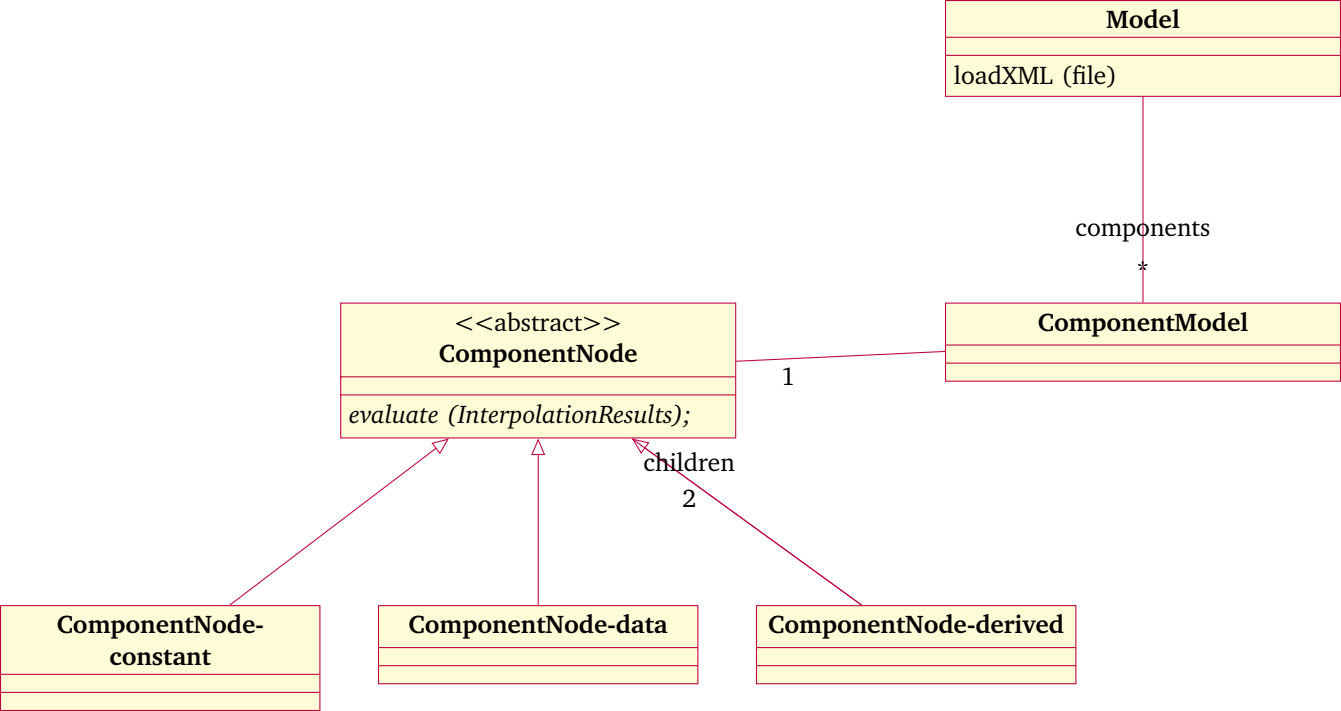 Model
loadXML (file)
components
*
<<abstract>>
ComponentNode
evaluate (InterpolationResults);
ComponentModel
1
children
2
ComponentNode-
constant
ComponentNode-data
ComponentNode-derived